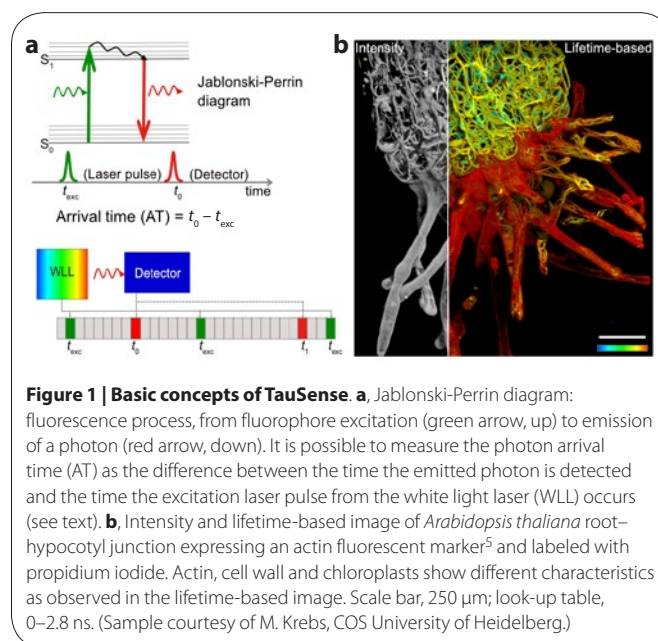 a
S1
S0
Jablonski-Perrin
diagram
(Laser pulse)
(Detector)
texc
t0
time
Arrival time (AT) = t0 – texc
WLL
Detector
texc
t0
texc
t1
texc
b
Intensity
Lifetime-based
Figure 1 | Basic concepts of TauSense. a, Jablonski-Perrin diagram:
fluorescence process, from fluorophore excitation (green arrow, up) to emission
of a photon (red arrow, down). It is possible to measure the photon arrival
time (AT) as the difference between the time the emitted photon is detected
and the time the excitation laser pulse from the white light laser (WLL) occurs
(see text). b, Intensity and lifetime-based image of Arabidopsis thaliana root–
hypocotyl junction expressing an actin fluorescent marker5 and labeled with
propidium iodide. Actin, cell wall and chloroplasts show different characteristics
as observed in the lifetime-based image. Scale bar, 250 μm; look-up table,
0–2.8 ns. (Sample courtesy of M. Krebs, COS University of Heidelberg.)